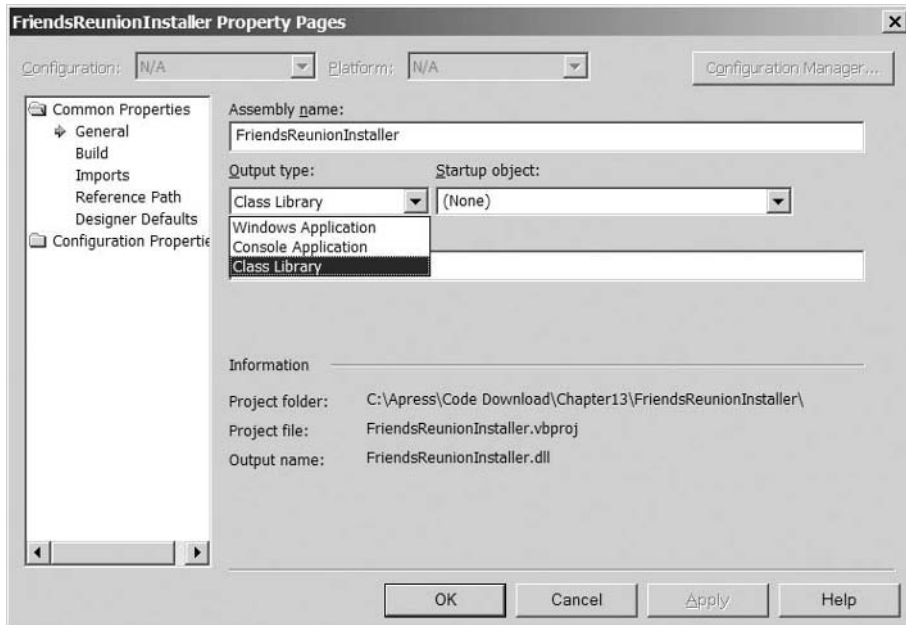 FriendsReunionInstaller Property Pages
Configuration: N/A Platform: N/A Configuration Manager...
Common Properties
General
Build
Imports
Reference Path
Designer Defaults
Configuration Propertie
Assembly name:
FriendsReunionInstaller
Output type: Startup object:
Class Library (None)
Windows Application
Console Application
Class Library
Information
Project folder: C:\Apress\Code Download\Chapter13\FriendsReunionInstaller\
Project file: FriendsReunionInstaller.vbproj
Output name: FriendsReunionInstaller.dll
OK Cancel Apply Help